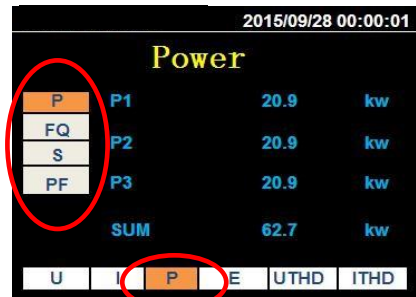 2015/09/28 00:00:01
Power
P P1 20.9 kw
FQ
P2 20.9 kw
S
PF P3 20.9 kw
SUM 62.7 kw
U I P E UTHD ITHD